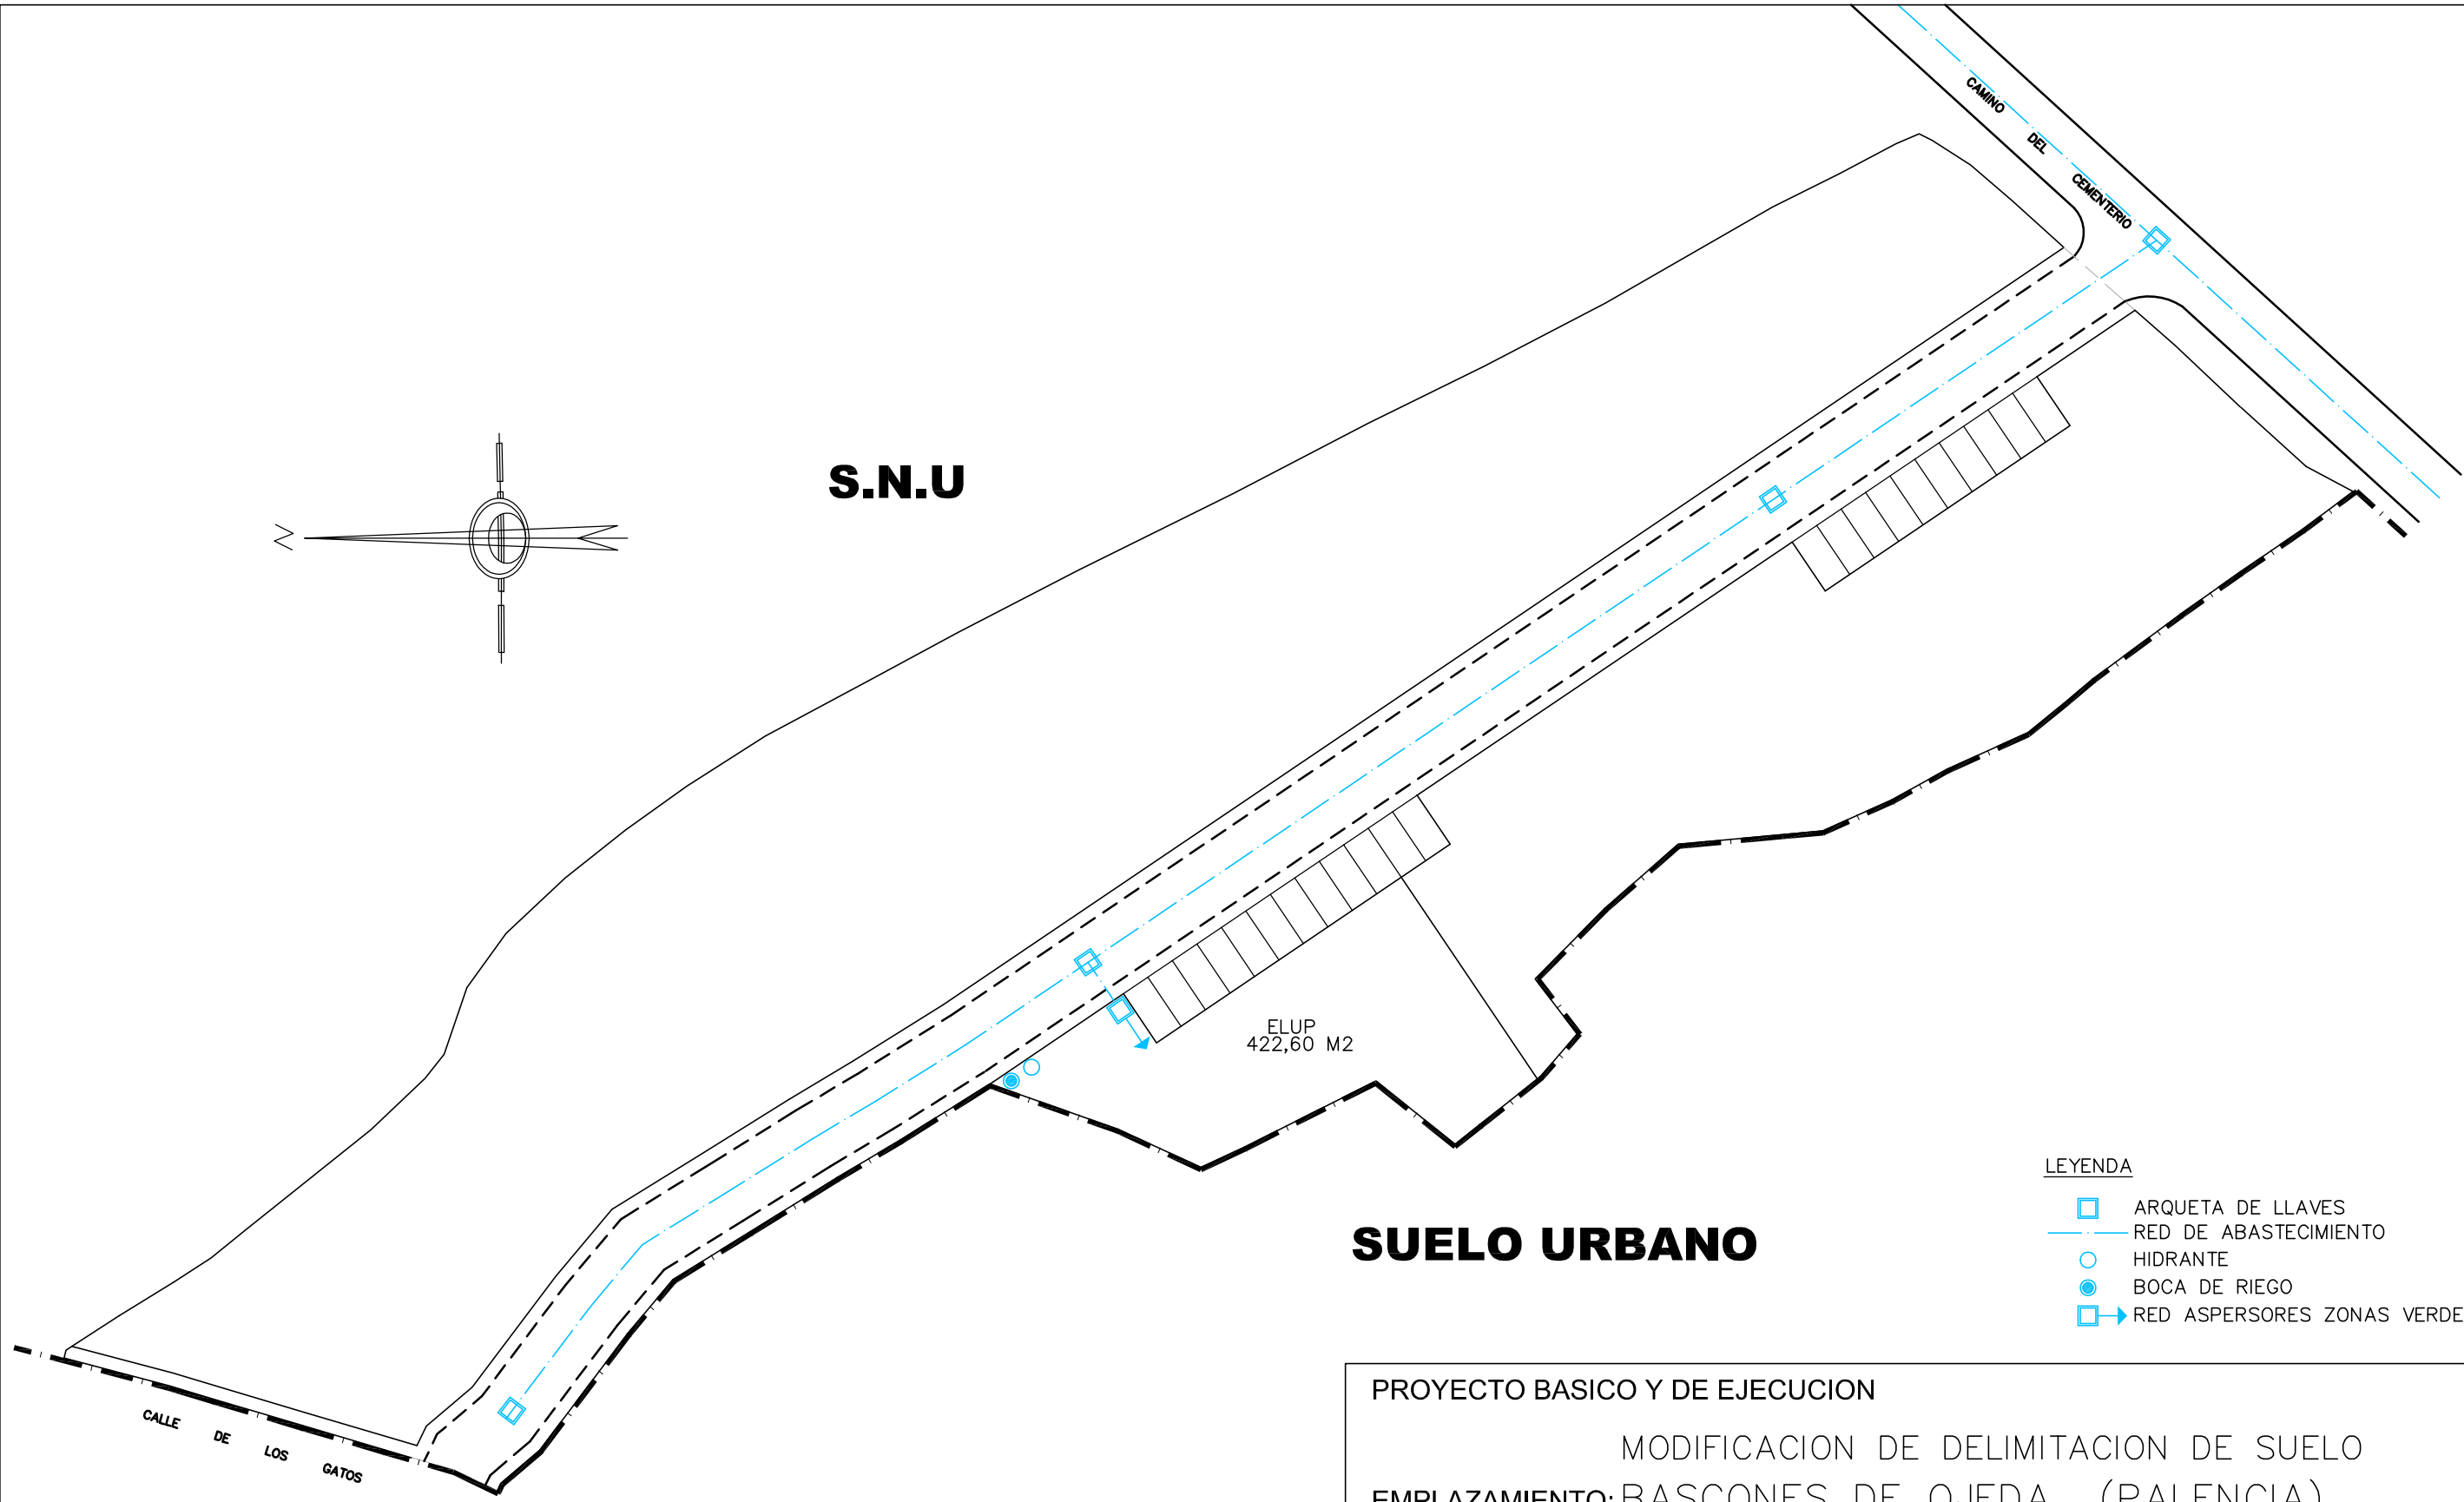 CAMINO DEL CEMENTERIO
S.N.U
N
ELUP
422,60 M2
LEYENDA
ARQUETA DE LLAVES
RED DE ABASTECIMIENTO
HIDRANTE
BOCA DE RIEGO
RED ASPERSORES ZONAS VERDE
SUELO URBANO
CALLE DE LOS GATOS
PROYECTO BASICO Y DE EJECUCION
MODIFICACION DE DELIMITACION DE SUELO
EMPLAZAMIENTO: BASCONES DE OJEDA (PALENCIA)